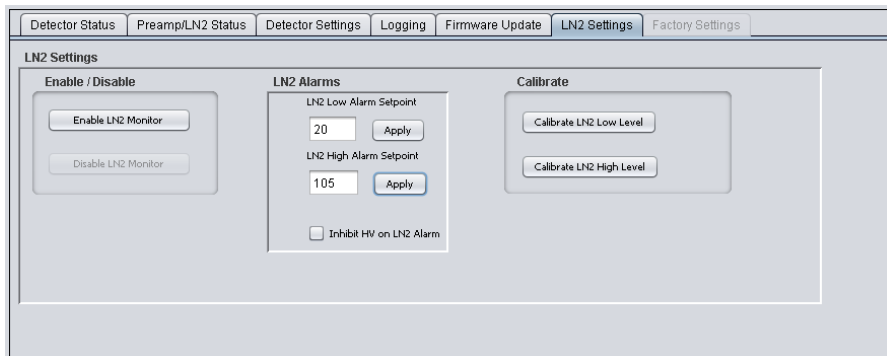 Detector Status Preamp/LN2 Status Detector Settings Logging Firmware Update LN2 Settings Factory Settings
LN2 Settings
Enable / Disable
Enable LN2 Monitor
Disable LN2 Monitor
LN2 Alarms
LN2 Low Alarm Setpoint
20 Apply
LN2 High Alarm Setpoint
105 Apply
Inhibit HV on LN2 Alarm
Calibrate
Calibrate LN2 Low Level
Calibrate LN2 High Level